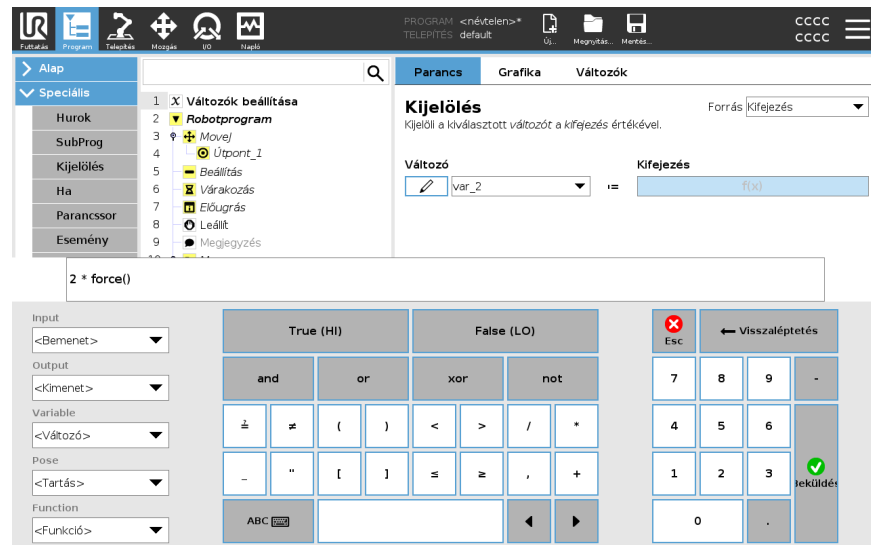 PROGRAM <névtelen>*
TELEPÍTÉS default
CCCC
CCCC
Futtatás Program Telepítés Mozgás I/O Napló Új... Megnyitás... Mentés...
Alap
Speciális
Hurok
SubProg
Kijelölés
Ha
Parancssor
Esemény
1 X Változók beállítása
2 Robotprogram
3 MoveJ
4 Útpont_1
5 Beállítás
6 Várakozás
7 Előugrás
8 Leállít
9 Megjegyzés
Parancs Grafika Változók
Kijelölés
Forrás Kifejezés
Kijelöli a kiválasztott változót a kifejezés értékével.
Változó Kifejezés
var_2 := f(x)
2 * force()
Input
<Bemenet>
Output
<Kimenet>
Variable
<Változó>
Pose
<Tartás>
Function
<Funkció>
True (HI) False (LO)
and or xor not
≟ ≠ ( ) < > / *
_ " [ ] ≤ ≥ , +
ABC
Esc Visszaléptetés
7 8 9 -
4 5 6
1 2 3
0 .